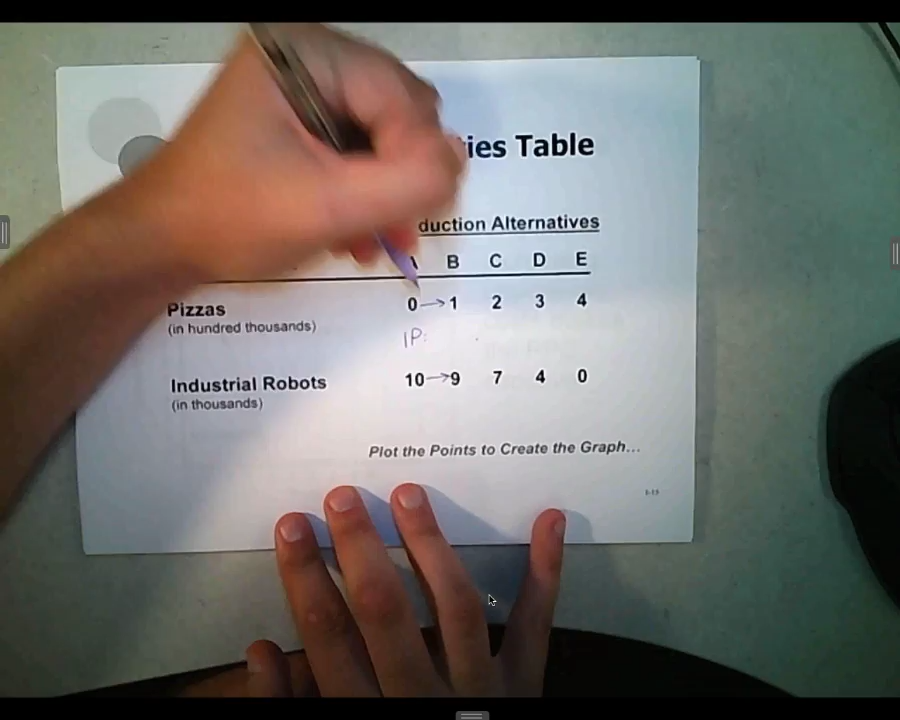 ies Table
duction Alternatives
B C D E
Pizzas 0→1 2 3 4
(in hundred thousands)
1P:
Industrial Robots 10→9 7 4 0
(in thousands)
Plot the Points to Create the Graph...